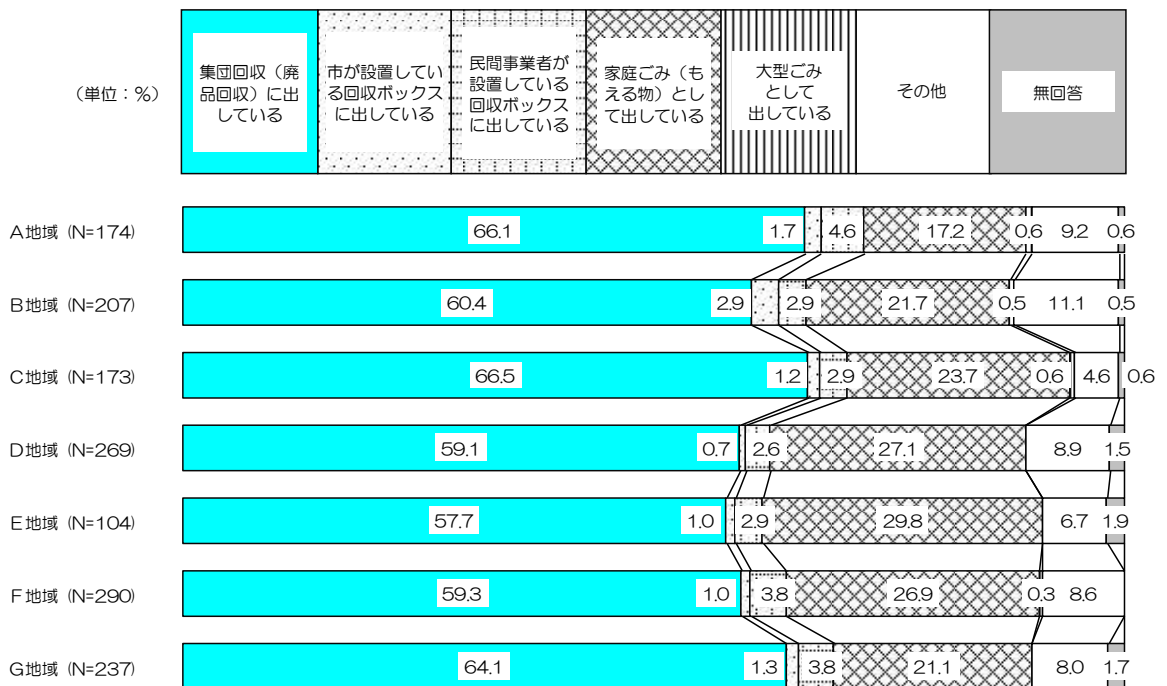 (単位：%)
集団回収（廃
品回収）に出
している
市が設置してい
る回収ボックス
に出している
民間事業者が
設置している
回収ボックス
に出している
家庭ごみ（も
える物）とし
て出している
大型ごみ
として
出している
その他
無回答
A地域 (N=174) 66.1 1.7 4.6 17.2 0.6 9.2 0.6
B地域 (N=207) 60.4 2.9 2.9 21.7 0.5 11.1 0.5
C地域 (N=173) 66.5 1.2 2.9 23.7 0.6 4.6 0.6
D地域 (N=269) 59.1 0.7 2.6 27.1 8.9 1.5
E地域 (N=104) 57.7 1.0 2.9 29.8 6.7 1.9
F地域 (N=290) 59.3 1.0 3.8 26.9 0.3 8.6
G地域 (N=237) 64.1 1.3 3.8 21.1 8.0 1.7